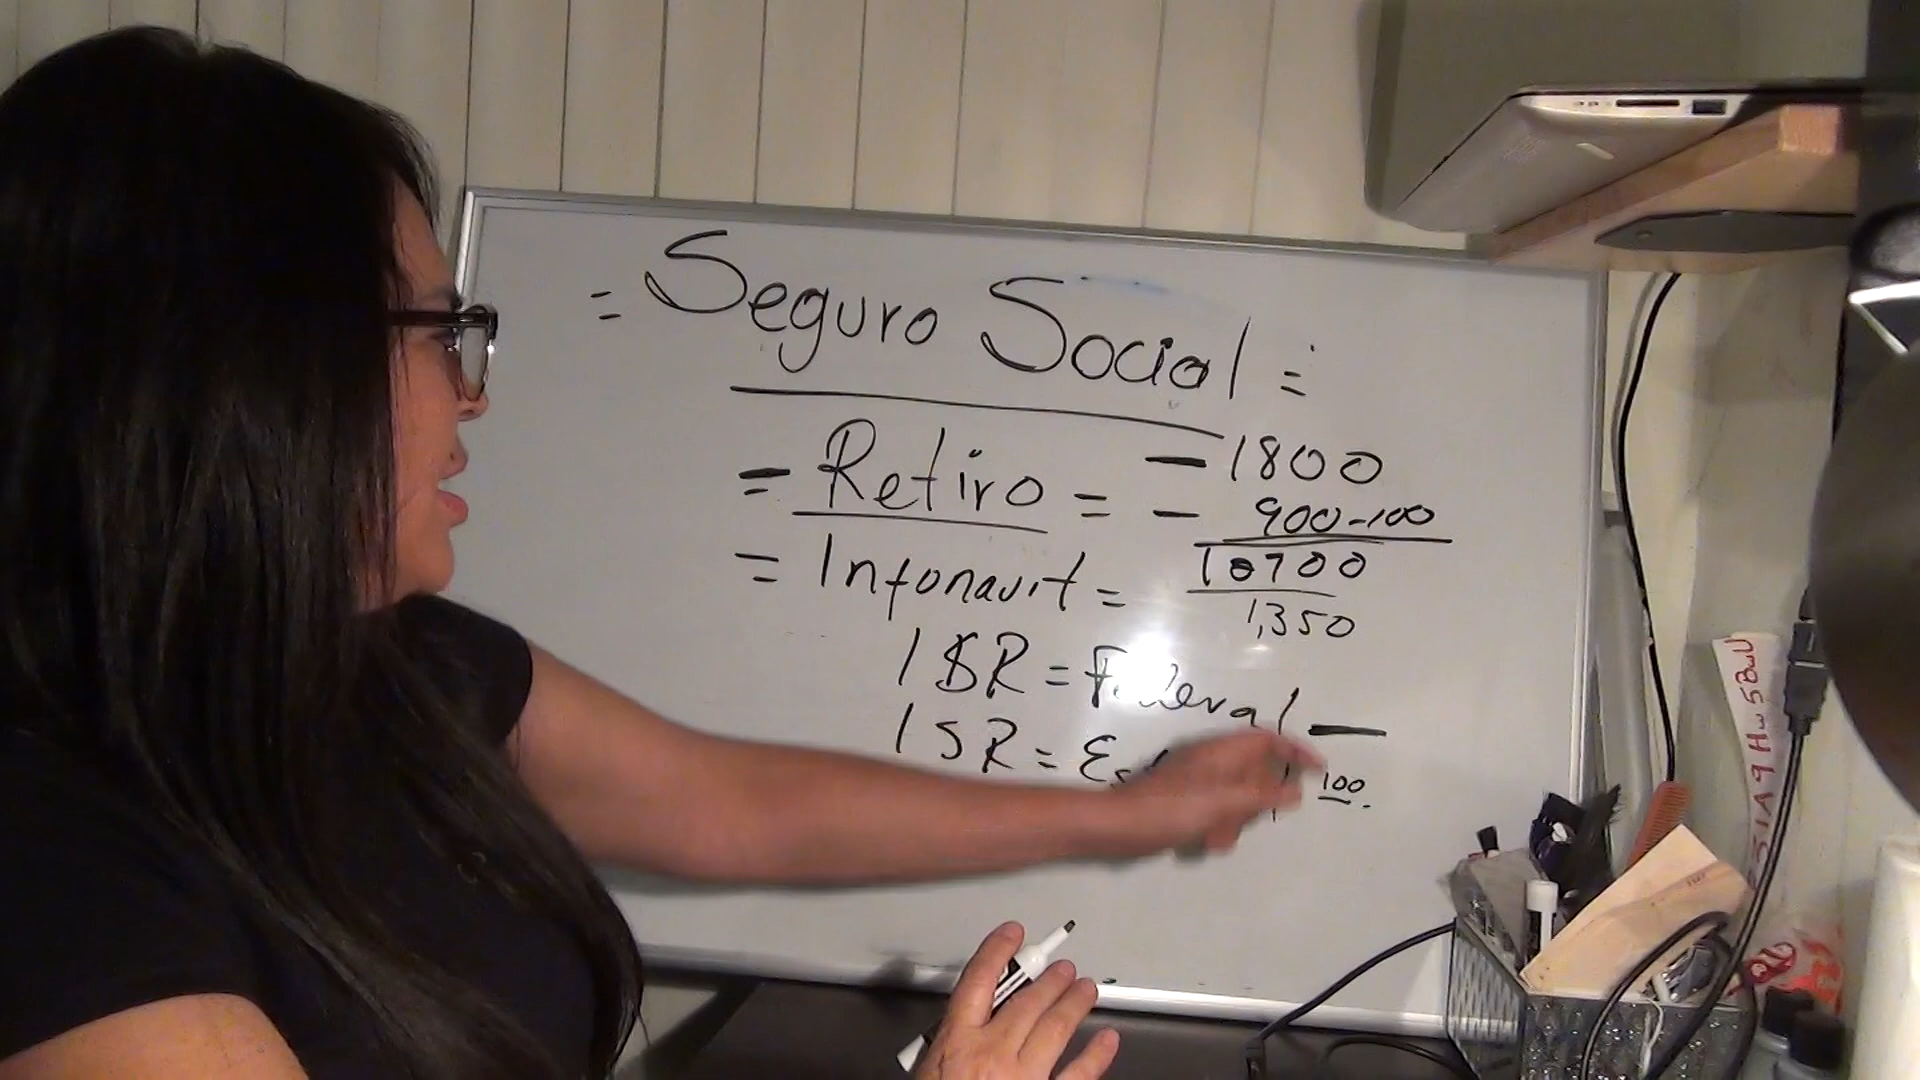 = Seguro Social =
= Retiro = - 1800
- 900-100
10700
= Infonavit = 1,350
ISR = Federal -
ISR =
100